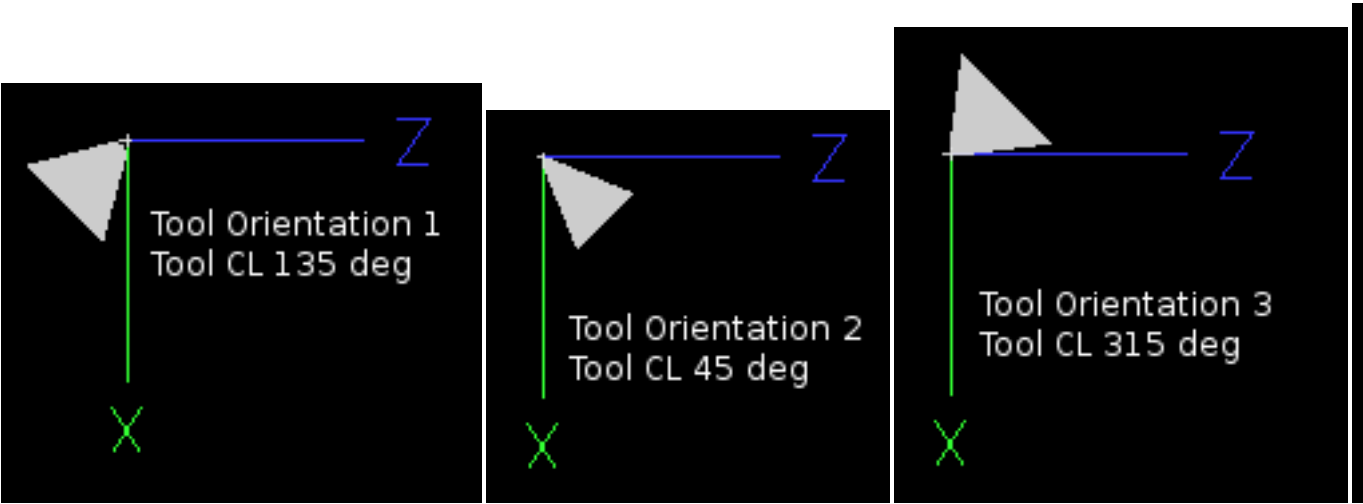 Z
Tool Orientation 1
Tool CL 135 deg
X
Z
Tool Orientation 2
Tool CL 45 deg
X
Z
Tool Orientation 3
Tool CL 315 deg
X